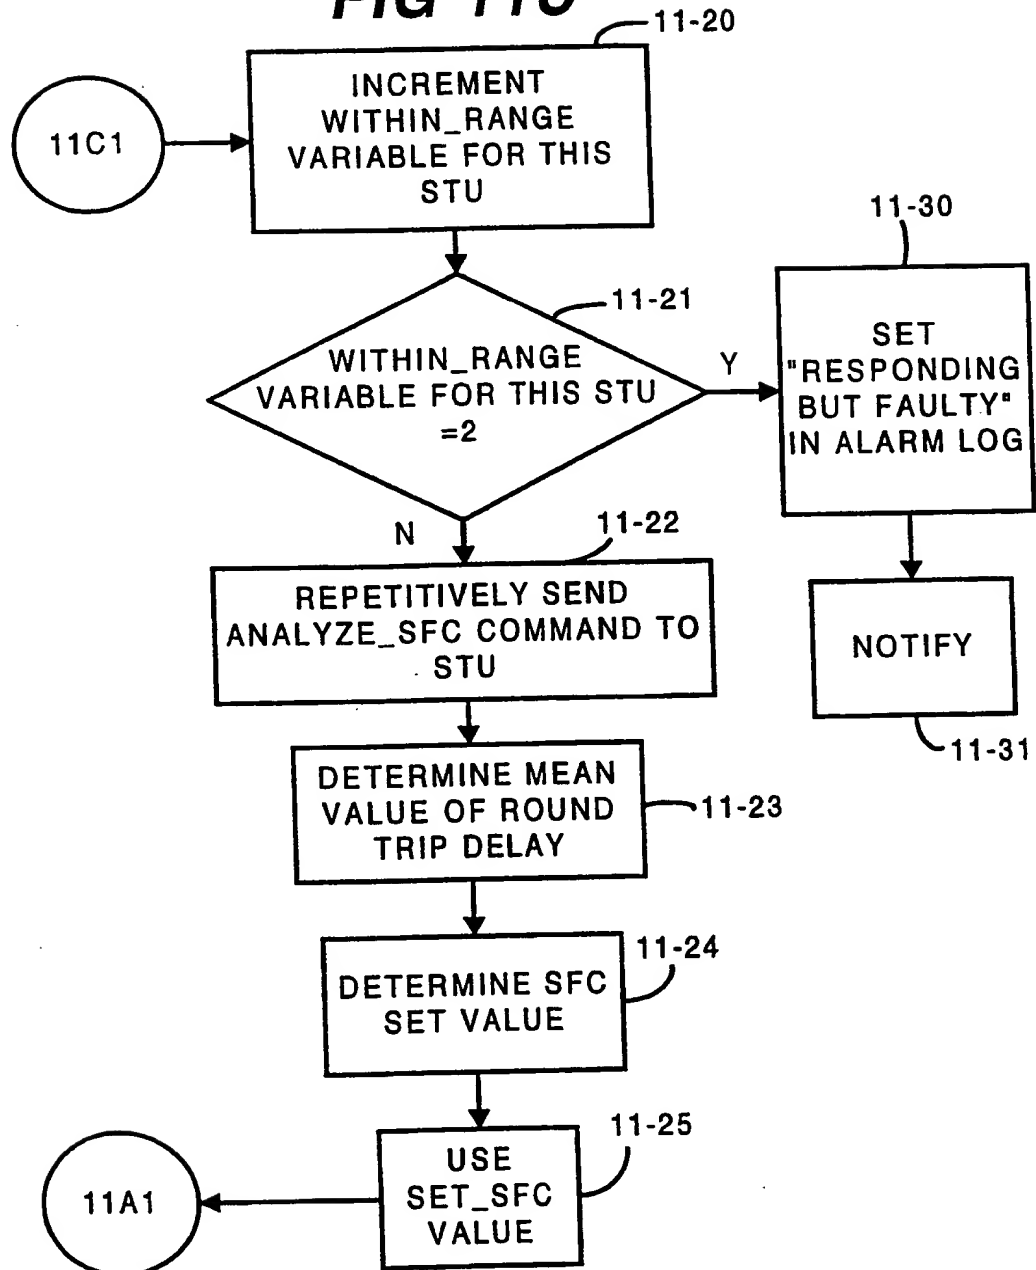 FIG 11C
11-20
INCREMENT
WITHIN_RANGE
VARIABLE FOR THIS
STU
11C1
11-30
SET
"RESPONDING
BUT FAULTY"
IN ALARM LOG
11-21
WITHIN_RANGE
VARIABLE FOR THIS STU
=2
Y
N
11-22
REPETITIVELY SEND
ANALYZE_SFC COMMAND TO
STU
NOTIFY
11-31
DETERMINE MEAN
VALUE OF ROUND
TRIP DELAY
11-23
11-24
DETERMINE SFC
SET VALUE
11-25
USE
SET_SFC
VALUE
11A1